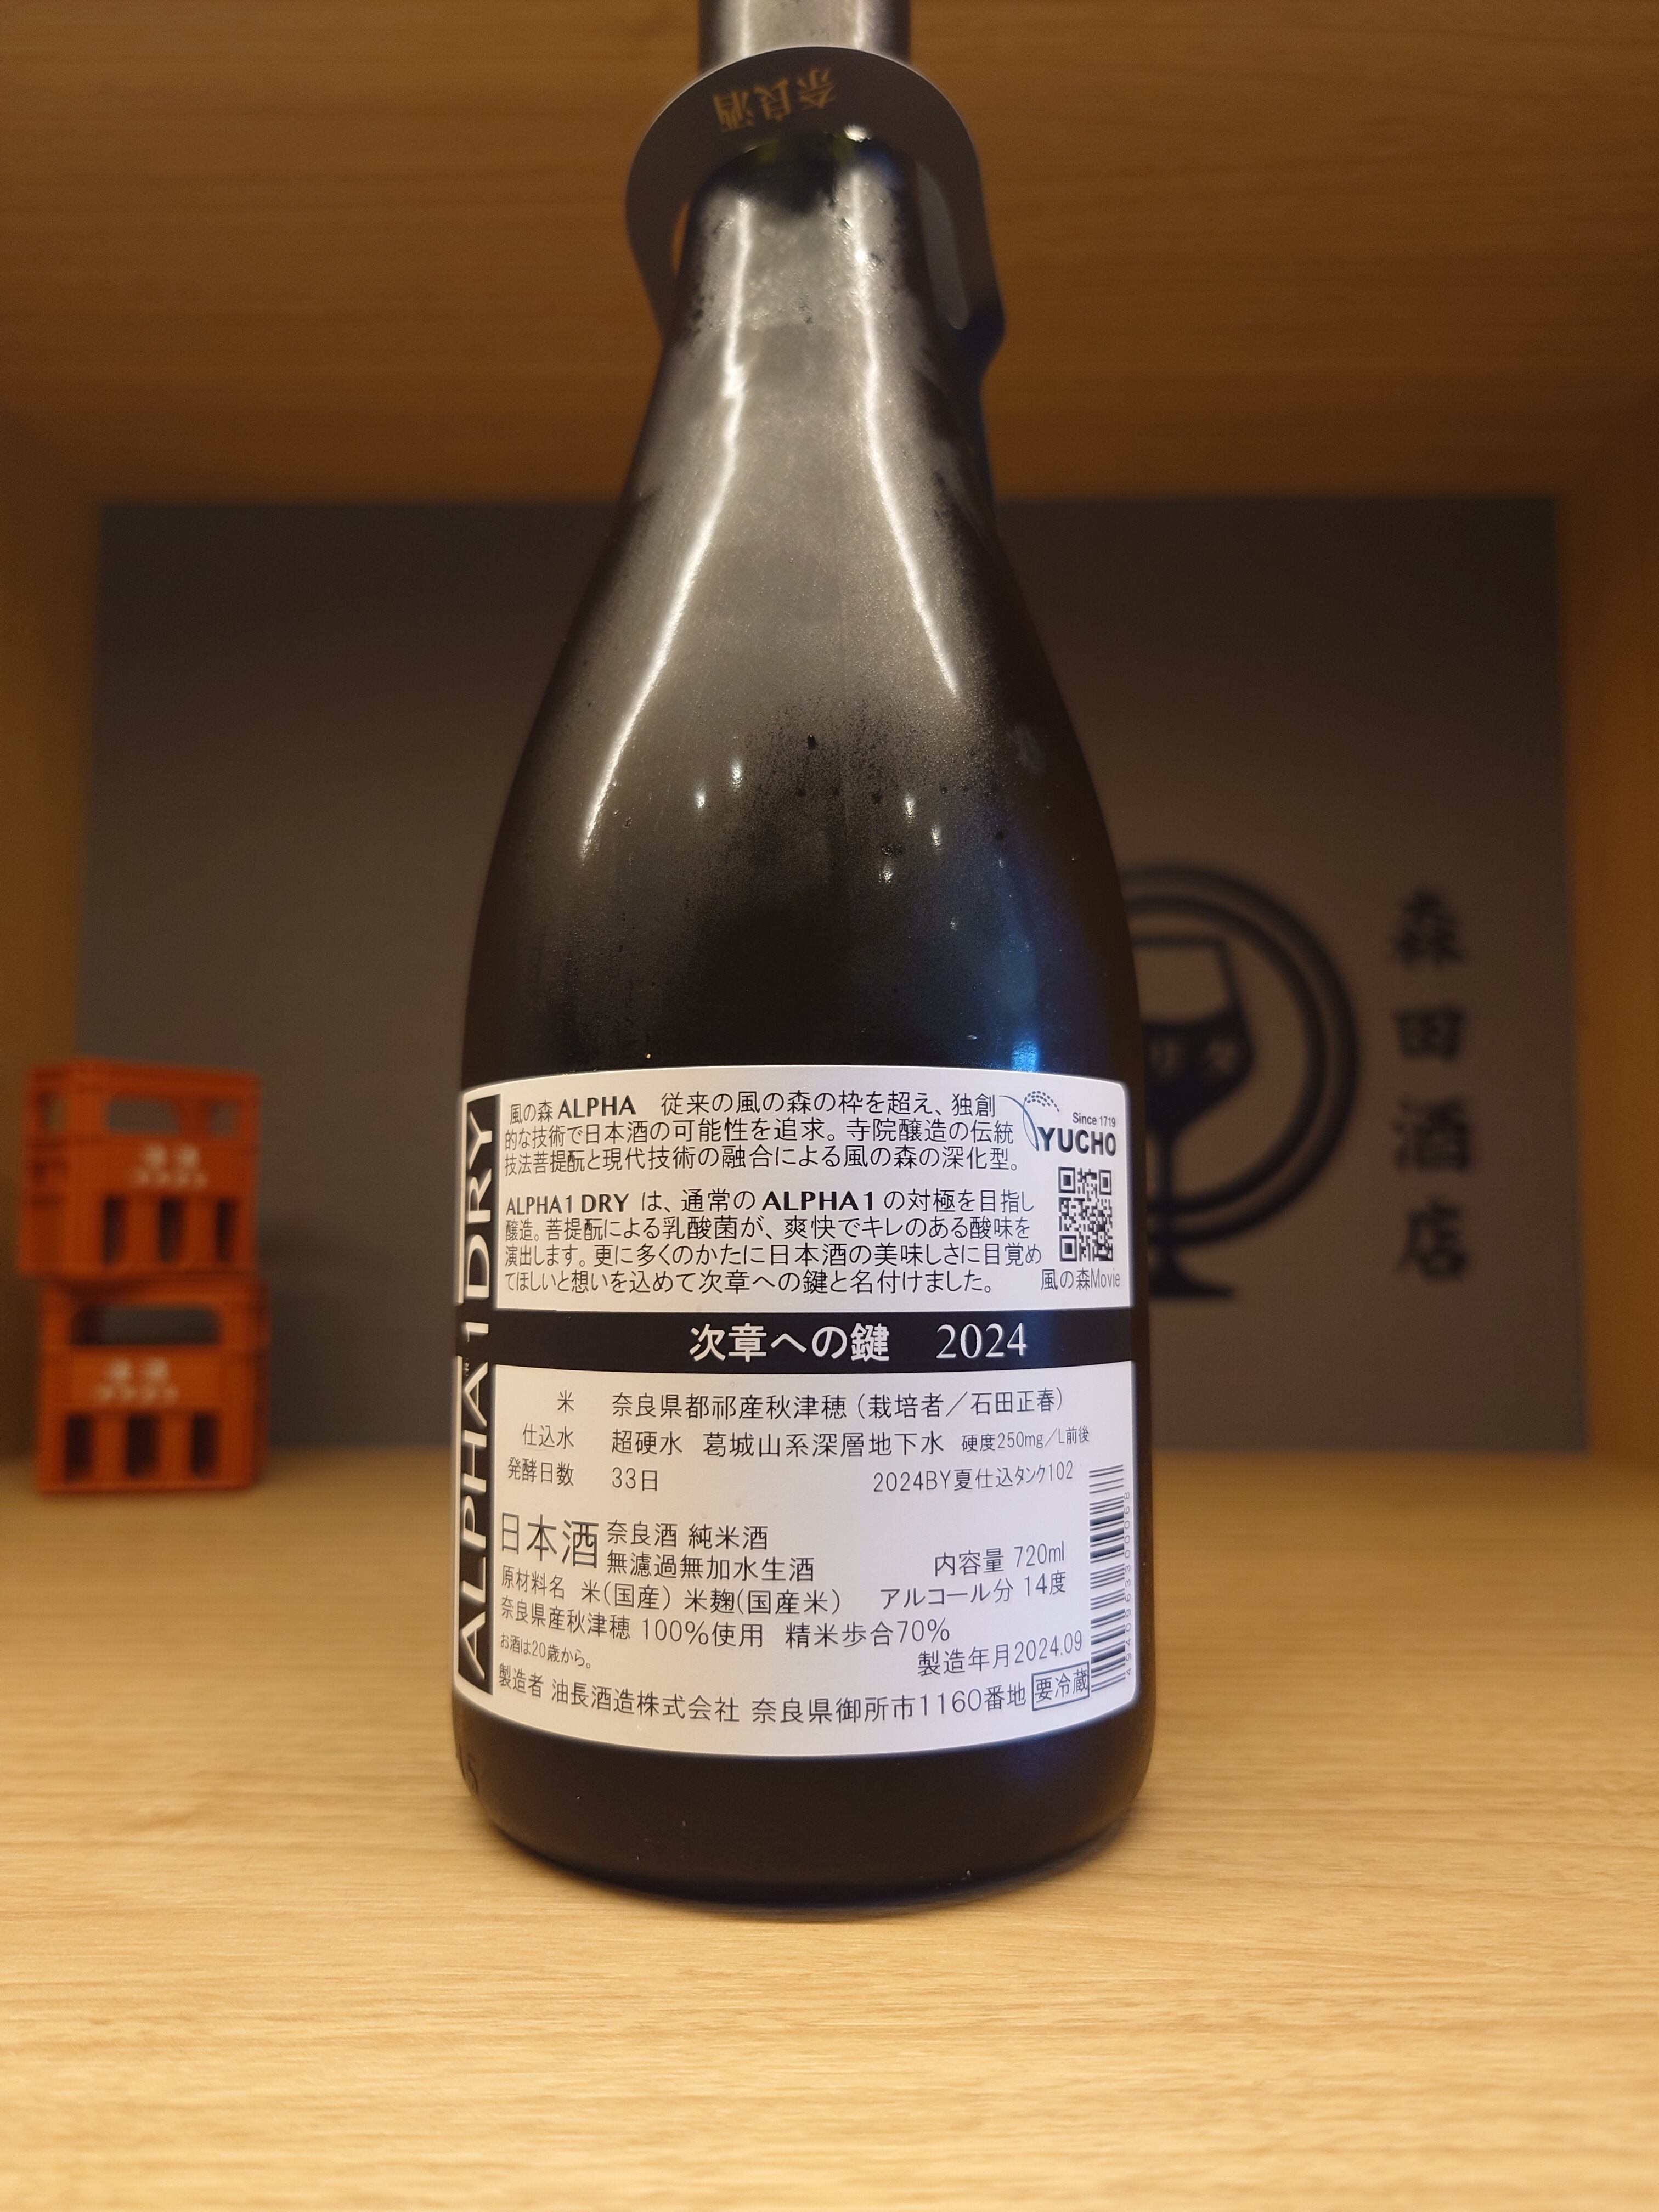 奈良酒
風の森 ALPHA 従来の風の森の枠を超え、独創
的な技術で日本酒の可能性を追求。寺院醸造の伝統
技法菩提酛と現代技術の融合による風の森の深化型。
Since 1719
YUCHO
ALPHA1 DRY は、通常の ALPHA1 の対極を目指し
醸造。菩提酛による乳酸菌が、爽快でキレのある酸味を
演出します。更に多くのかたに日本酒の美味しさに目覚め
てほしいと想いを込めて次章への鍵と名付けました。
風の森Movie
ALPHA 1 DRY
次章への鍵 2024
米 奈良県都祁産秋津穂（栽培者／石田正春）
仕込水 超硬水 葛城山系深層地下水 硬度250mg／L前後
発酵日数 33日 2024BY夏仕込タンク102
日本酒 奈良酒 純米酒
無濾過無加水生酒 内容量 720ml
原材料名 米(国産) 米麹(国産米) アルコール分 14度
奈良県産秋津穂 100%使用 精米歩合70%
お酒は20歳から。 製造年月2024.09
製造者 油長酒造株式会社 奈良県御所市1160番地 要冷蔵
森田酒店
リタ